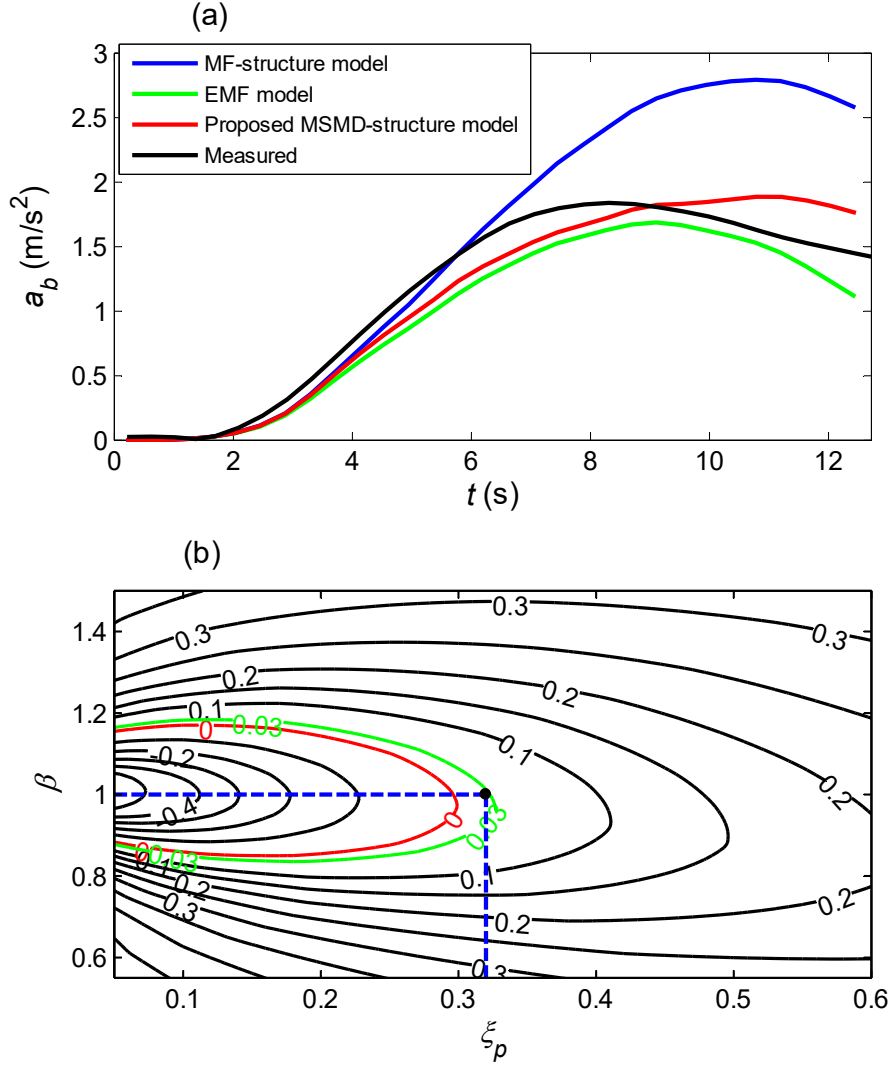 (a)
3
2.5
2
1.5
1
0.5
0
a_b (m/s²)
MF-structure model
EMF model
Proposed MSMD-structure model
Measured
0 2 4 6 8 10 12
t (s)
(b)
1.4
1.2
1
0.8
0.6
β
0.3
0.2
0.1
0.03
0
-0.2
-0.4
0
0.03
0.1
0.2
0.3
0.3
0.2
0.1
0
0.03
0.1
0.2
0.3
0.3
0.2
0.2
0.1 0.2 0.3 0.4 0.5 0.6
ξ_p